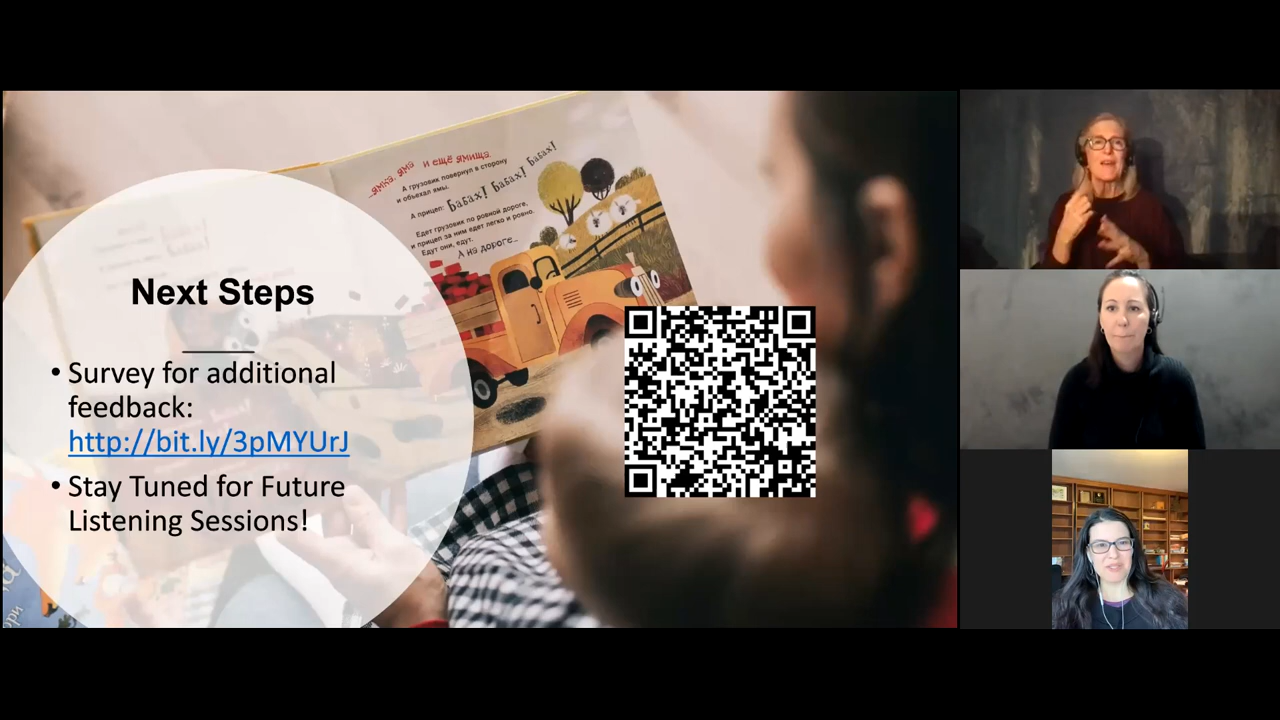 Next Steps
• Survey for additional
feedback:
http://bit.ly/3pMYUrJ
• Stay Tuned for Future
Listening Sessions!
ямка, яма и ещё ямища.
А грузовик повернул в сторону
и объехал ямы.
А прицеп: Бабах! Бабах! Бабах!
Едет грузовик по ровной дороге,
и прицеп за ним едет легко и ровно.
Едут они, едут.
А на дороге...